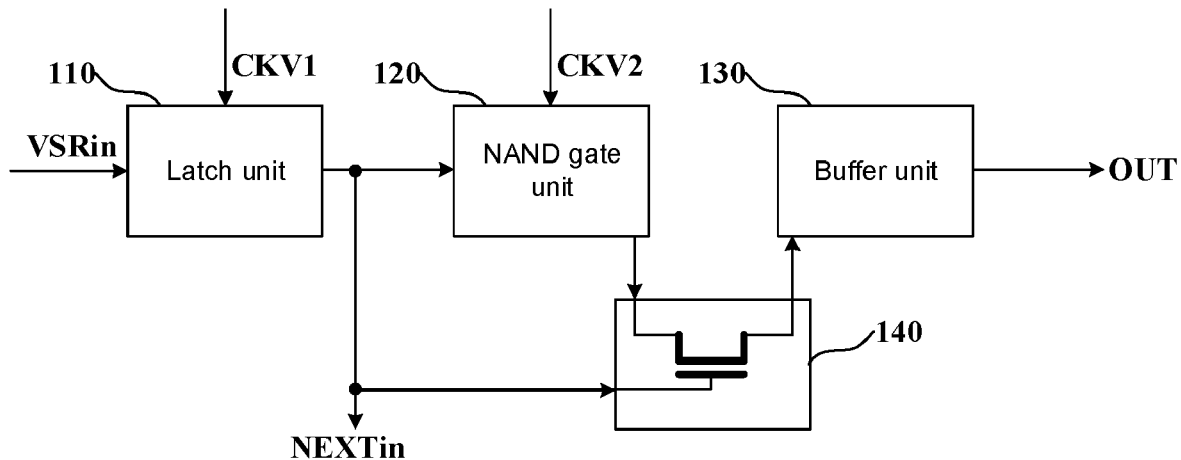 CKV1
CKV2
110
120
130
VSRin
Latch unit
NAND gate
unit
Buffer unit
OUT
140
NEXTin